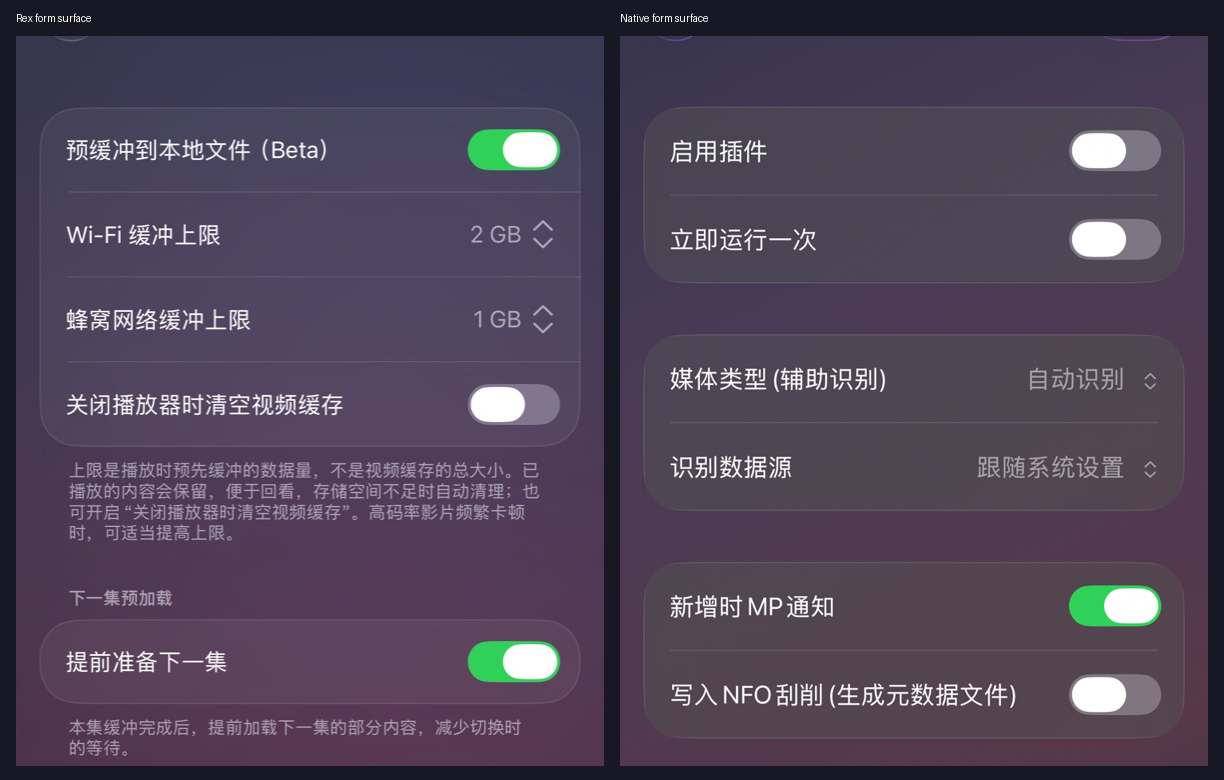 Rex form surface
预缓冲到本地文件（Beta）
Wi-Fi 缓冲上限
2 GB
蜂窝网络缓冲上限
1 GB
关闭播放器时清空视频缓存
上限是播放时预先缓冲的数据量，不是视频缓存的总大小。已
播放的内容会保留，便于回看，存储空间不足时自动清理；也
可开启“关闭播放器时清空视频缓存”。高码率影片频繁卡顿
时，可适当提高上限。
下一集预加载
提前准备下一集
本集缓冲完成后，提前加载下一集的部分内容，减少切换时
的等待。
Native form surface
启用插件
立即运行一次
媒体类型 (辅助识别)
自动识别
识别数据源
跟随系统设置
新增时 MP 通知
写入 NFO 刮削 (生成元数据文件)